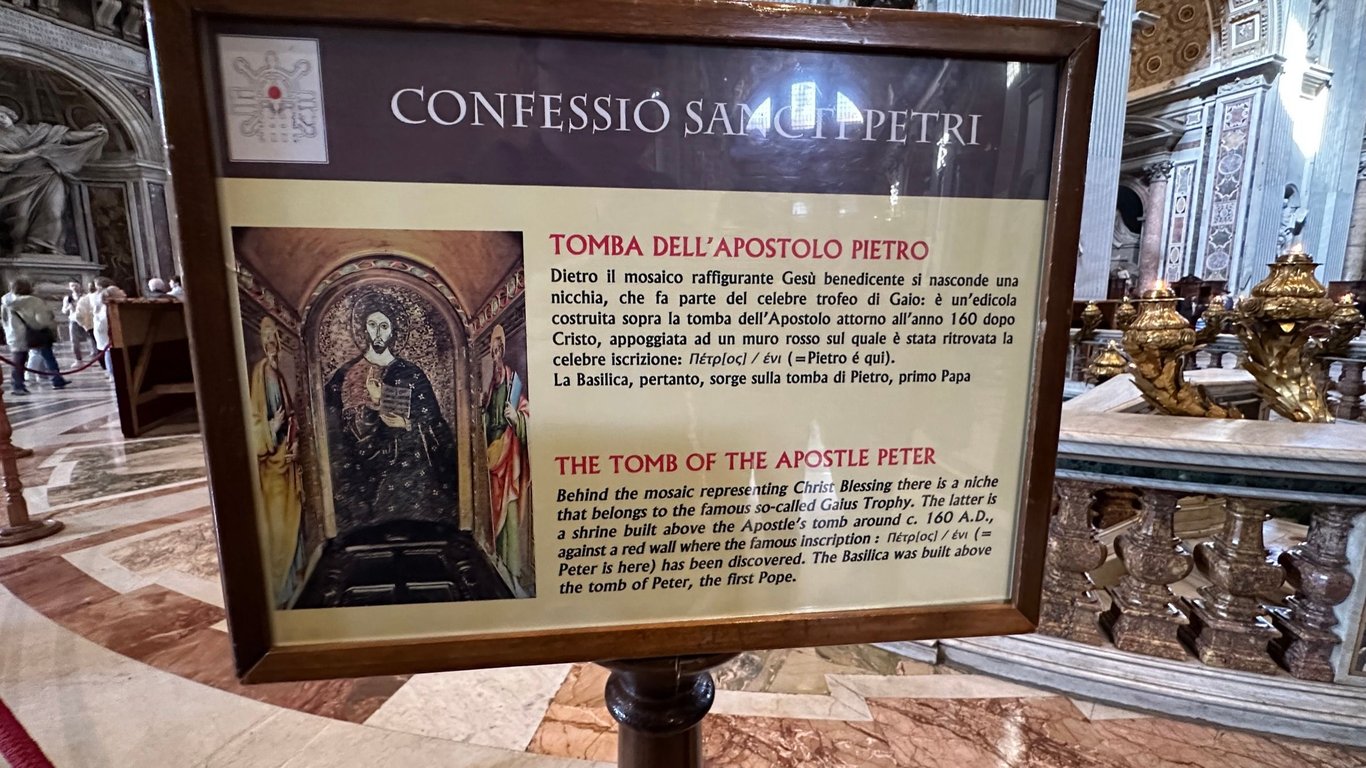 CONFESSIO SANCTI PETRI
TOMBA DELL'APOSTOLO PIETRO
Dietro il mosaico raffigurante Gesù benedicente si nasconde una
nicchia, che fa parte del celebre trofeo di Gaio: è un'edicola
costruita sopra la tomba dell'Apostolo attorno all'anno 160 dopo
Cristo, appoggiata ad un muro rosso sul quale è stata ritrovata la
celebre iscrizione: Πέτρ[ος] / ένι (=Pietro é qui).
La Basilica, pertanto, sorge sulla tomba di Pietro, primo Papa
THE TOMB OF THE APOSTLE PETER
Behind the mosaic representing Christ Blessing there is a niche
that belongs to the famous so-called Gaius Trophy. The latter is
a shrine built above the Apostle's tomb around c. 160 A.D.,
against a red wall where the famous inscription : Πέτρ[ος] / ένι (=
Peter is here) has been discovered. The Basilica was built above
the tomb of Peter, the first Pope.